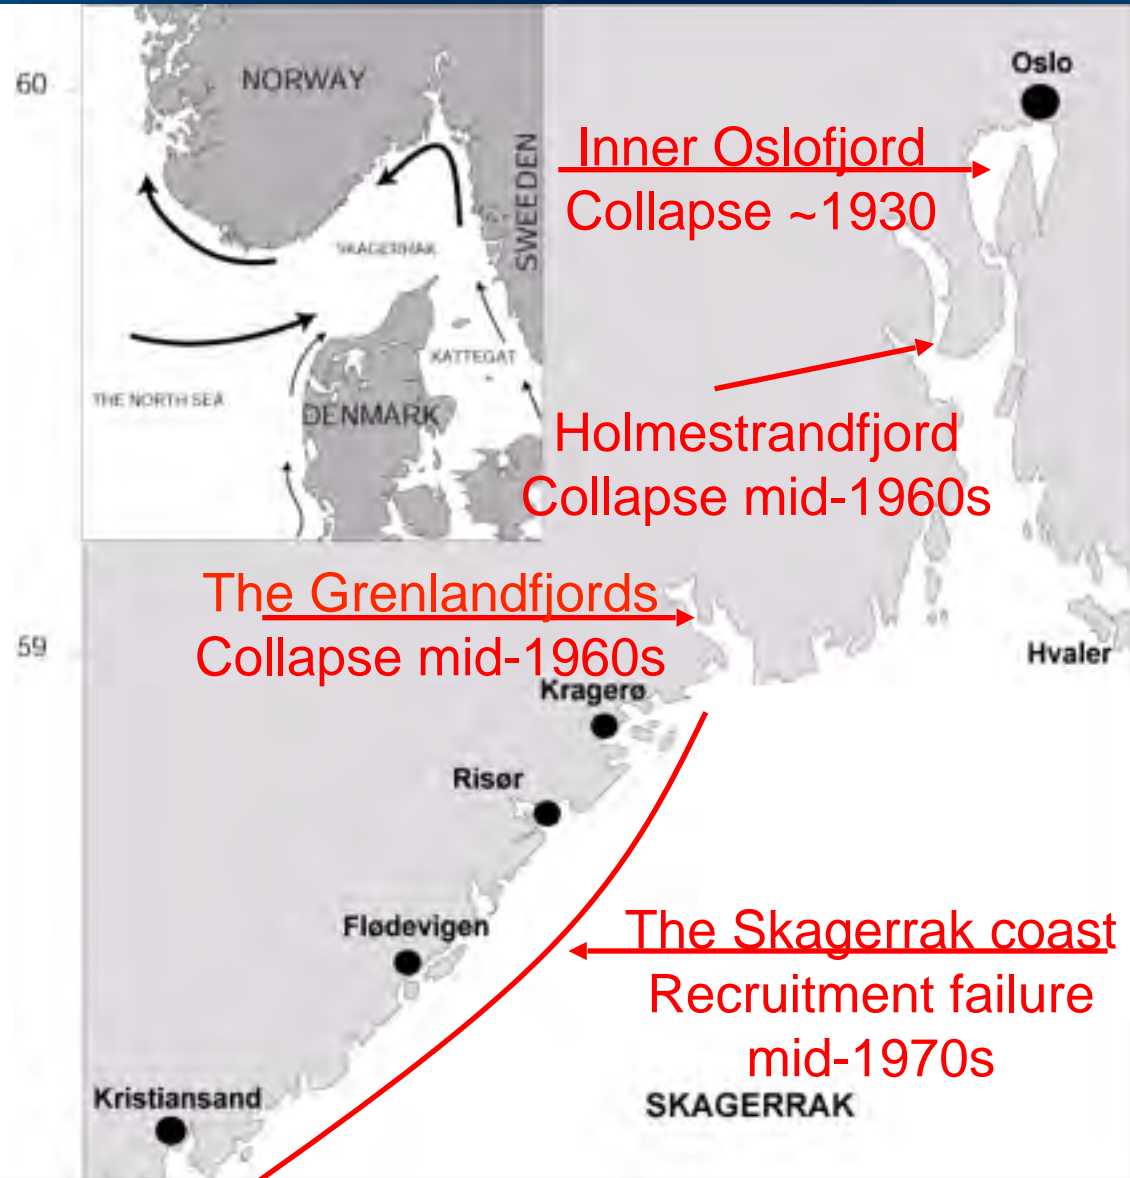 60
NORWAY
SWEEDEN
SKAGERRAK
KATTEGAT
THE NORTH SEA
DENMARK
Oslo
Inner Oslofjord
Collapse ~1930
Holmestrandfjord
Collapse mid-1960s
The Grenlandfjords
Collapse mid-1960s
59
Hvaler
Kragerø
Risør
Flødevigen
The Skagerrak coast
Recruitment failure
mid-1970s
Kristiansand
SKAGERRAK